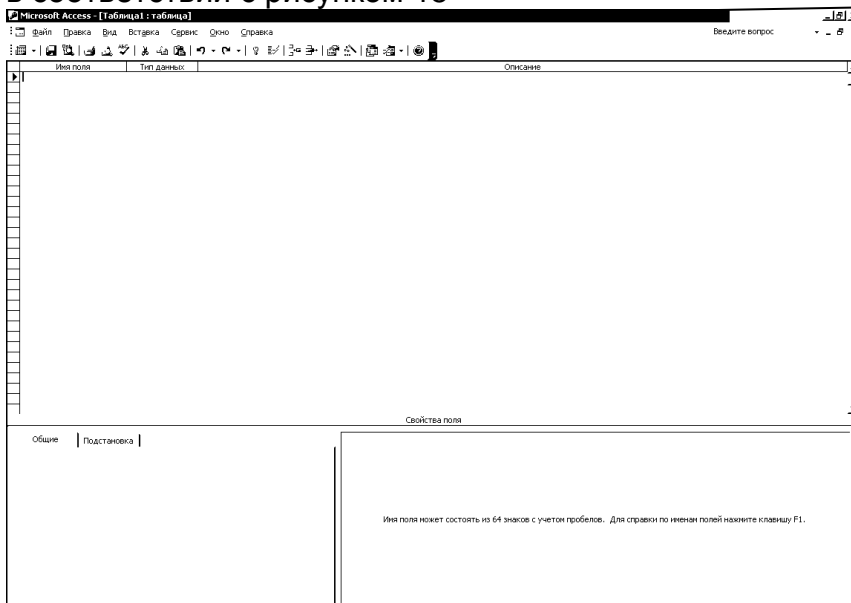 в соответствии с рисунком 18
Microsoft Access - [Таблица1 : таблица]
Файл Правка Вид Вставка Сервис Окно Справка Введите вопрос
Имя поля Тип данных Описание
Свойства поля
Общие Подстановка
Имя поля может состоять из 64 знаков с учетом пробелов. Для справки по именам полей нажмите клавишу F1.